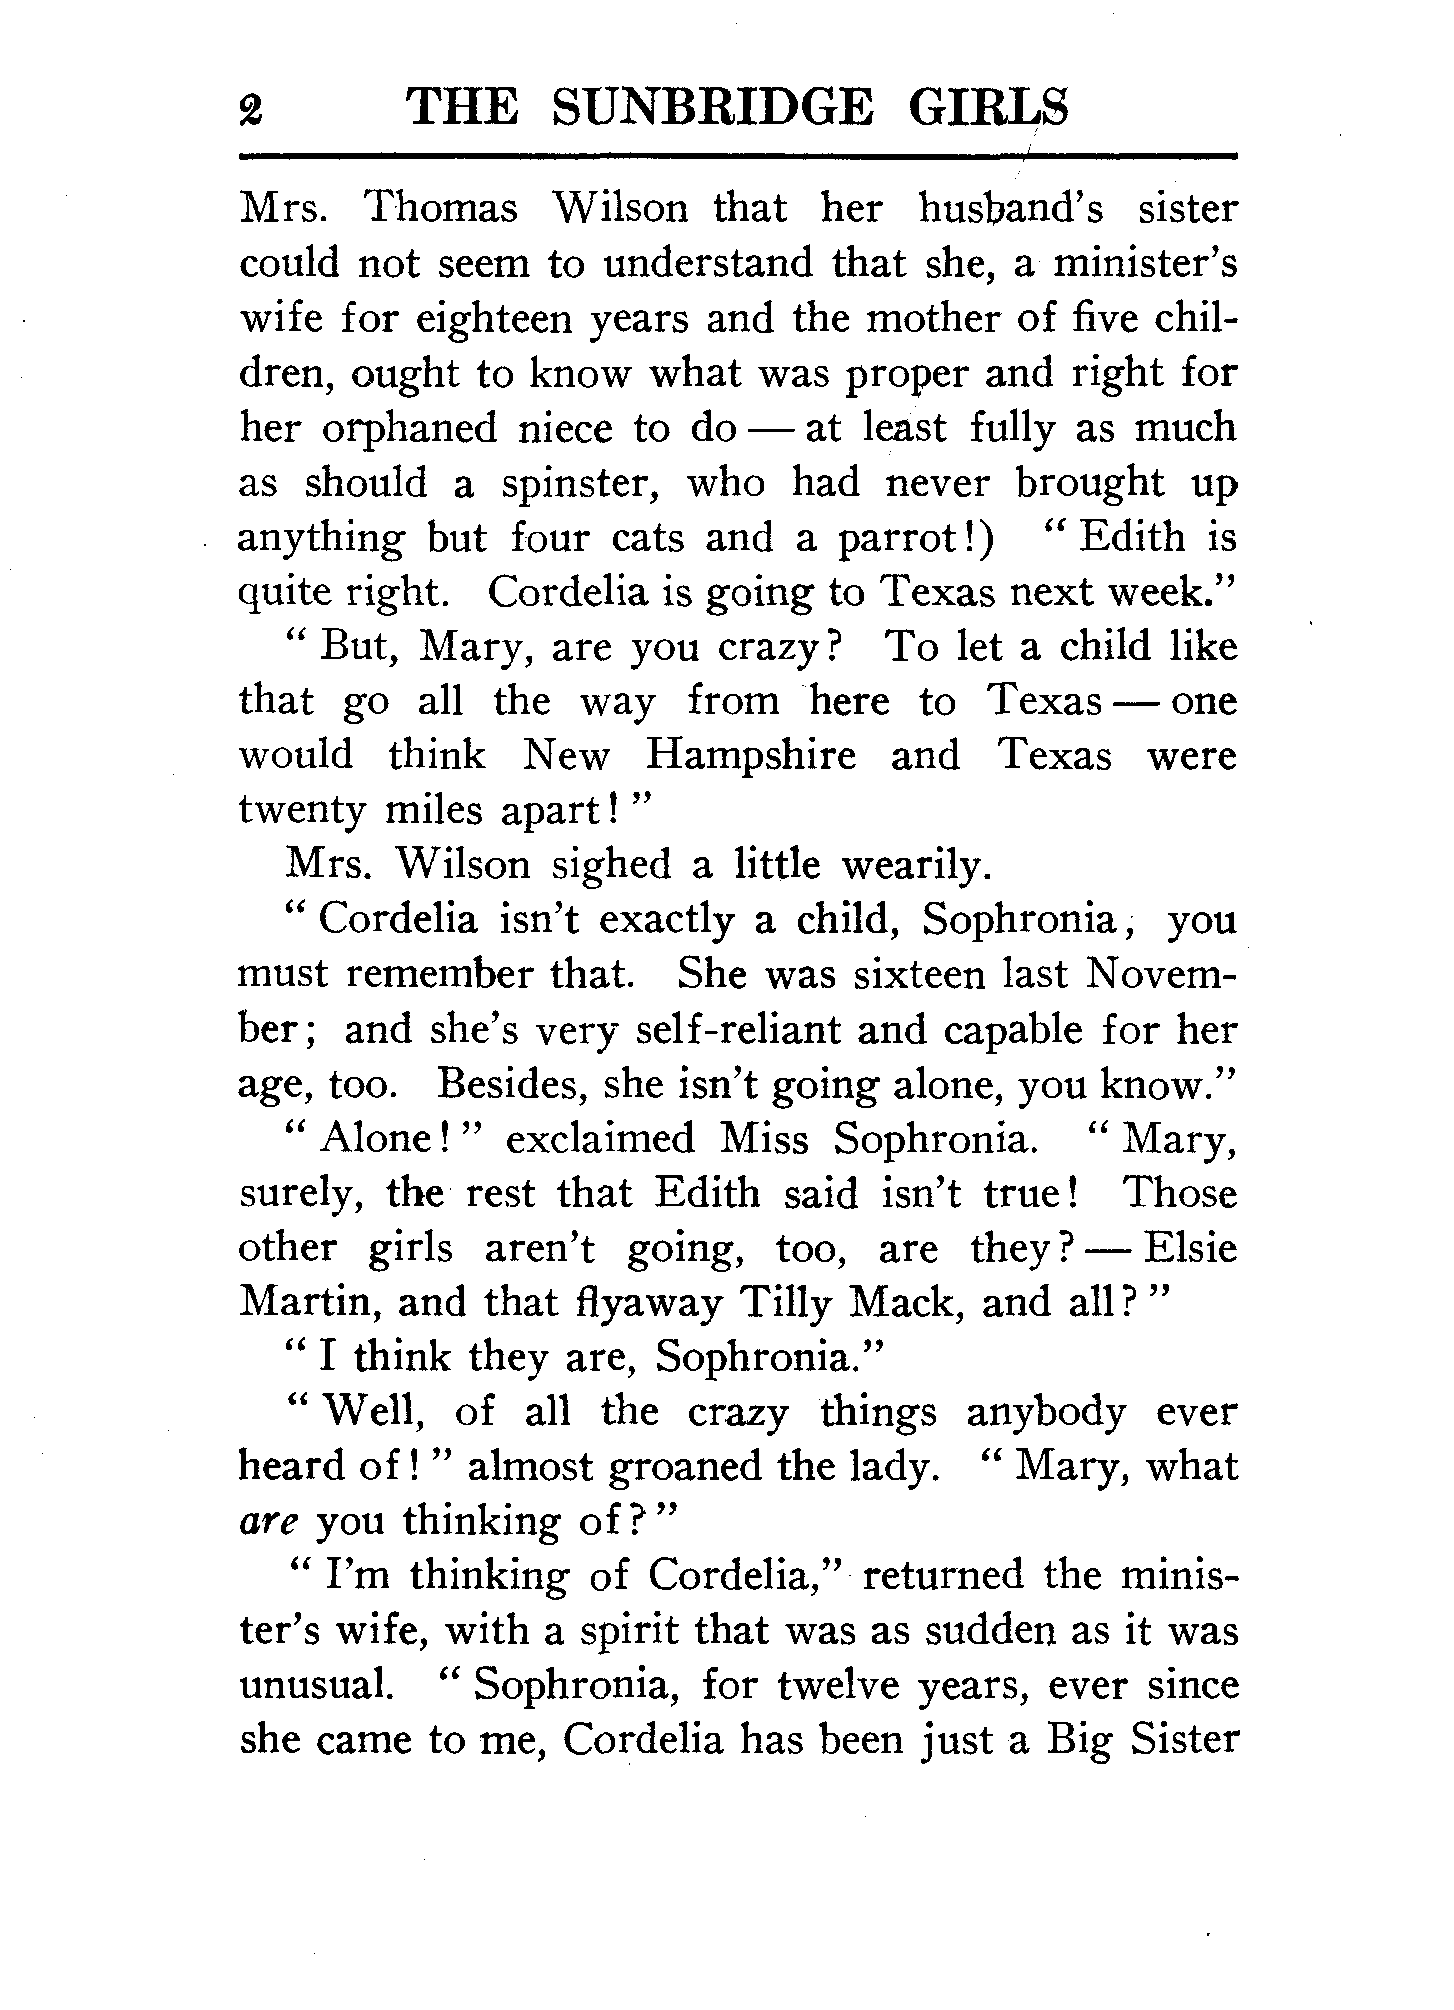 2 THE SUNBRIDGE GIRLS
Mrs. Thomas Wilson that her husband's sister
could not seem to understand that she, a minister's
wife for eighteen years and the mother of five chil-
dren, ought to know what was proper and right for
her orphaned niece to do — at least fully as much
as should a spinster, who had never brought up
anything but four cats and a parrot!) “ Edith is
quite right. Cordelia is going to Texas next week.”
“ But, Mary, are you crazy? To let a child like
that go all the way from here to Texas — one
would think New Hampshire and Texas were
twenty miles apart! ”
Mrs. Wilson sighed a little wearily.
“ Cordelia isn't exactly a child, Sophronia, you
must remember that. She was sixteen last Novem-
ber; and she's very self-reliant and capable for her
age, too. Besides, she isn't going alone, you know.”
“ Alone! ” exclaimed Miss Sophronia. “ Mary,
surely, the rest that Edith said isn't true! Those
other girls aren't going, too, are they? — Elsie
Martin, and that flyaway Tilly Mack, and all? ”
“ I think they are, Sophronia.”
“ Well, of all the crazy things anybody ever
heard of! ” almost groaned the lady. “ Mary, what
are you thinking of? ”
“ I'm thinking of Cordelia,” returned the minis-
ter's wife, with a spirit that was as sudden as it was
unusual. “ Sophronia, for twelve years, ever since
she came to me, Cordelia has been just a Big Sister